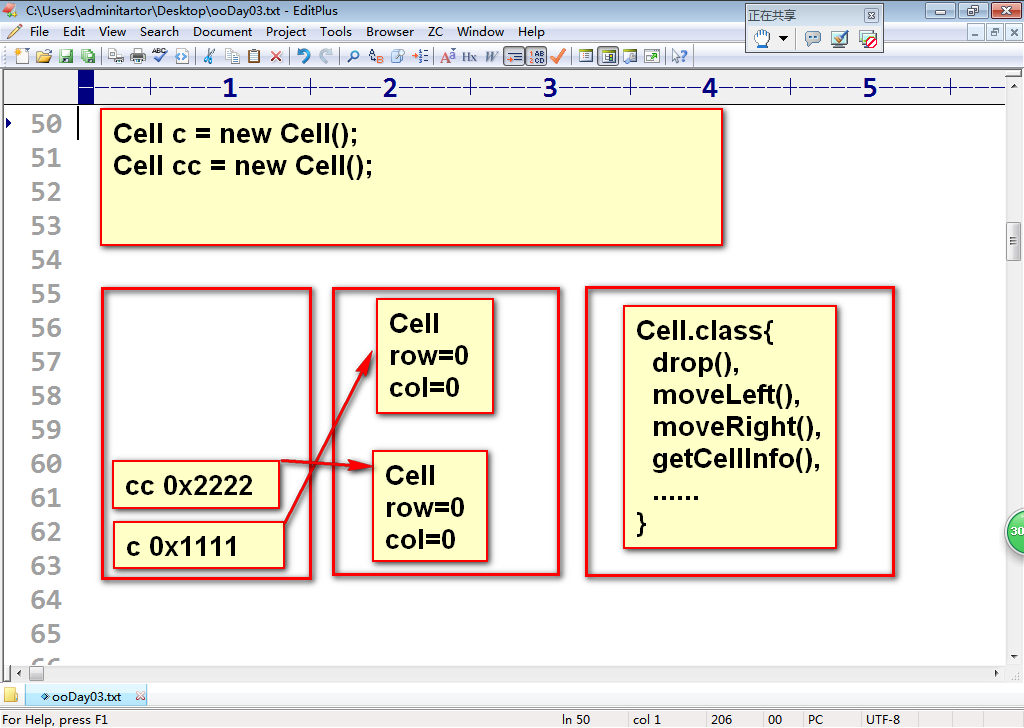 C:\Users\adminitartor\Desktop\ooDay03.txt - EditPlus
正在共享
File Edit View Search Document Project Tools Browser ZC Window Help
1 2 3 4 5
50
51
52
53
54
55
56
57
58
59
60
61
62
63
64
65
66
Cell c = new Cell();
Cell cc = new Cell();
cc 0x2222
c 0x1111
Cell
row=0
col=0
Cell
row=0
col=0
Cell.class{
drop(),
moveLeft(),
moveRight(),
getCellInfo(),
......
}
30
ooDay03.txt
For Help, press F1 ln 50 col 1 206 00 PC UTF-8